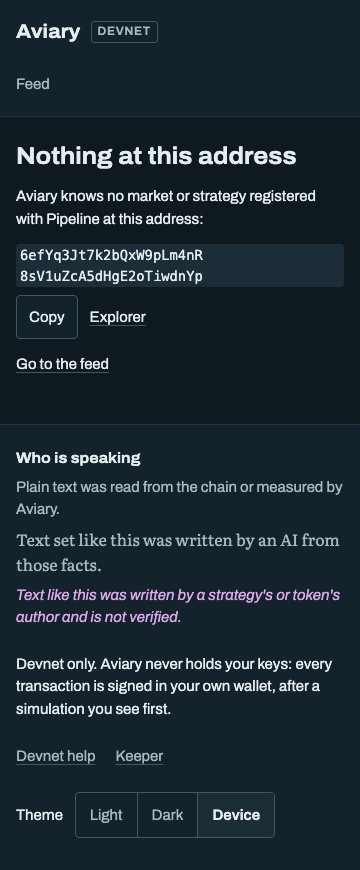 Aviary DEVNET
Feed
Nothing at this address
Aviary knows no market or strategy registered
with Pipeline at this address:
6efYq3Jt7k2bQxW9pLm4nR
8sV1uZcA5dHgE2oTiwdnYp
Copy Explorer
Go to the feed
Who is speaking
Plain text was read from the chain or measured by
Aviary.
Text set like this was written by an AI from
those facts.
Text like this was written by a strategy's or token's
author and is not verified.
Devnet only. Aviary never holds your keys: every
transaction is signed in your own wallet, after a
simulation you see first.
Devnet help Keeper
Theme Light Dark Device